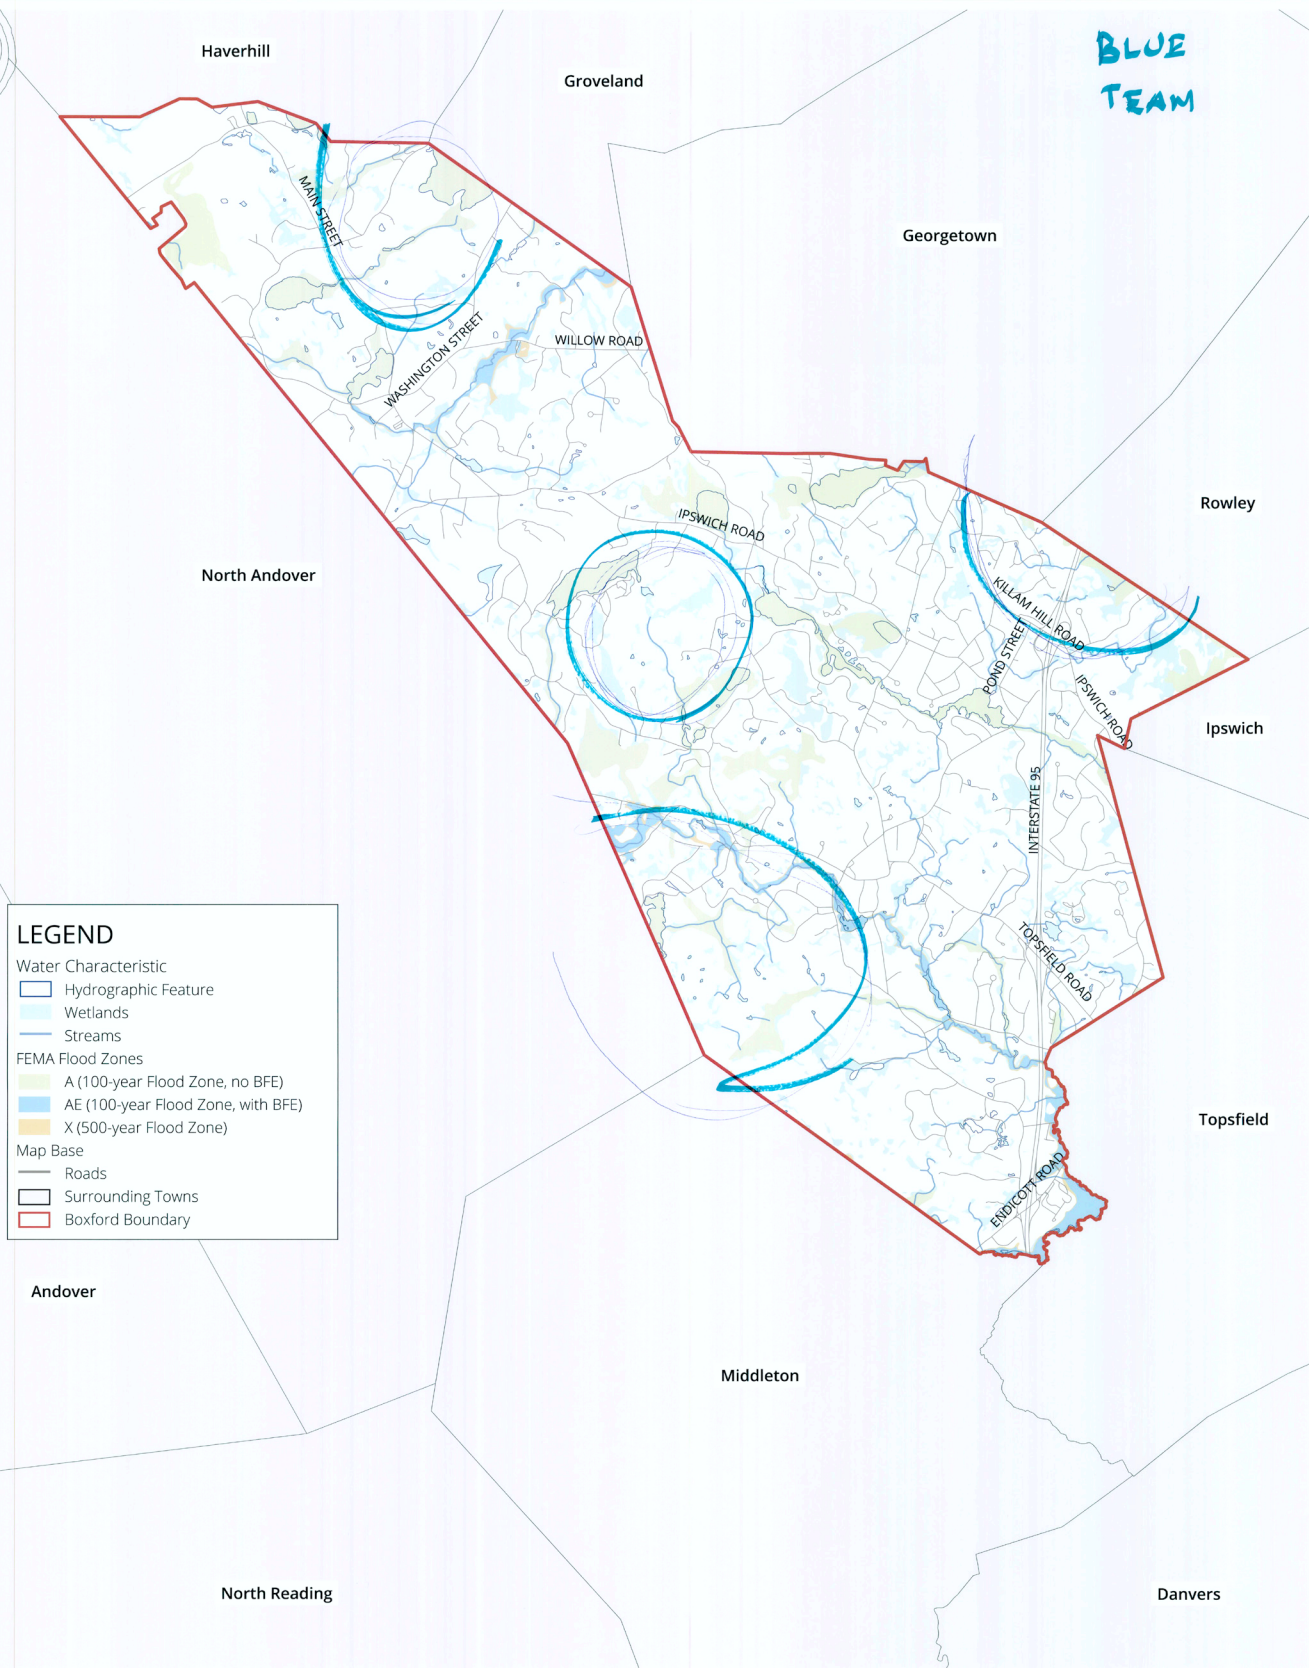 BLUE
TEAM
Haverhill
Groveland
Georgetown
MAIN STREET
WASHINGTON STREET
WILLOW ROAD
IPSWICH ROAD
Rowley
North Andover
KILLAM HILL ROAD
POND STREET
IPSWICH ROAD
Ipswich
INTERSTATE 95
LEGEND
Water Characteristic
Hydrographic Feature
Wetlands
Streams
FEMA Flood Zones
A (100-year Flood Zone, no BFE)
AE (100-year Flood Zone, with BFE)
X (500-year Flood Zone)
Map Base
Roads
Surrounding Towns
Boxford Boundary
TOPSFIELD ROAD
Topsfield
ENDICOTT ROAD
Andover
Middleton
North Reading
Danvers